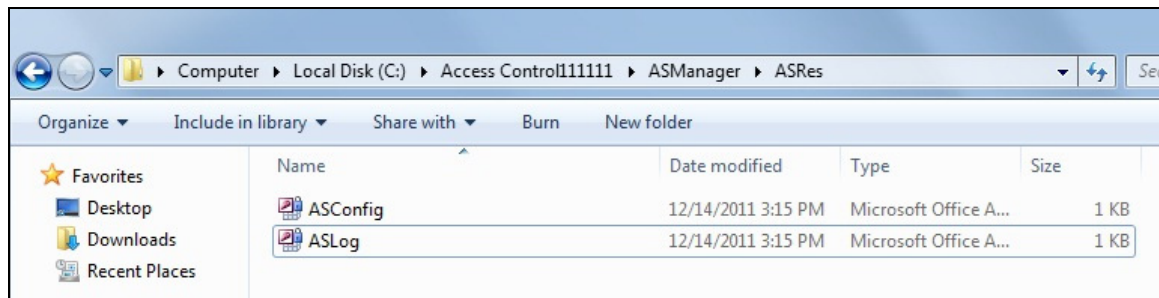 Computer Local Disk (C:) Access Control111111 ASManager ASRes
Organize Include in library Share with Burn New folder
Favorites
Desktop
Downloads
Recent Places
Name Date modified Type Size
ASConfig 12/14/2011 3:15 PM Microsoft Office A... 1 KB
ASLog 12/14/2011 3:15 PM Microsoft Office A... 1 KB